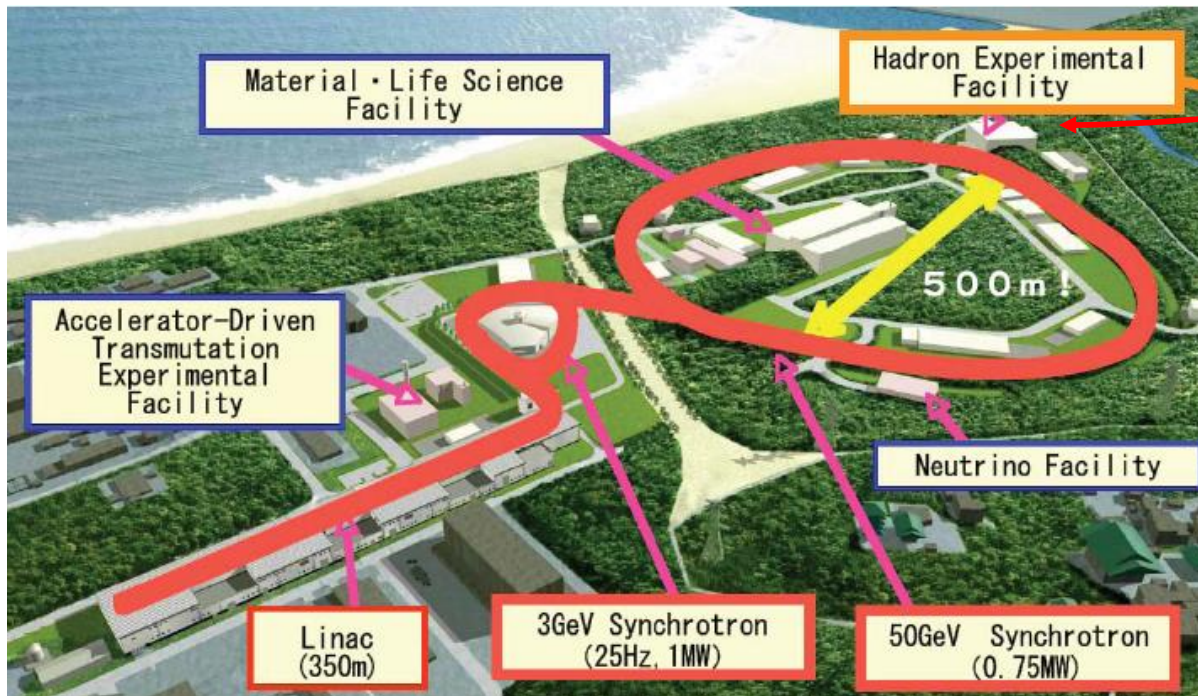 Material・Life Science
Facility
Hadron Experimental
Facility
500m!
Accelerator-Driven
Transmutation
Experimental
Facility
Neutrino Facility
Linac
(350m)
3GeV Synchrotron
(25Hz, 1MW)
50GeV Synchrotron
(0.75MW)